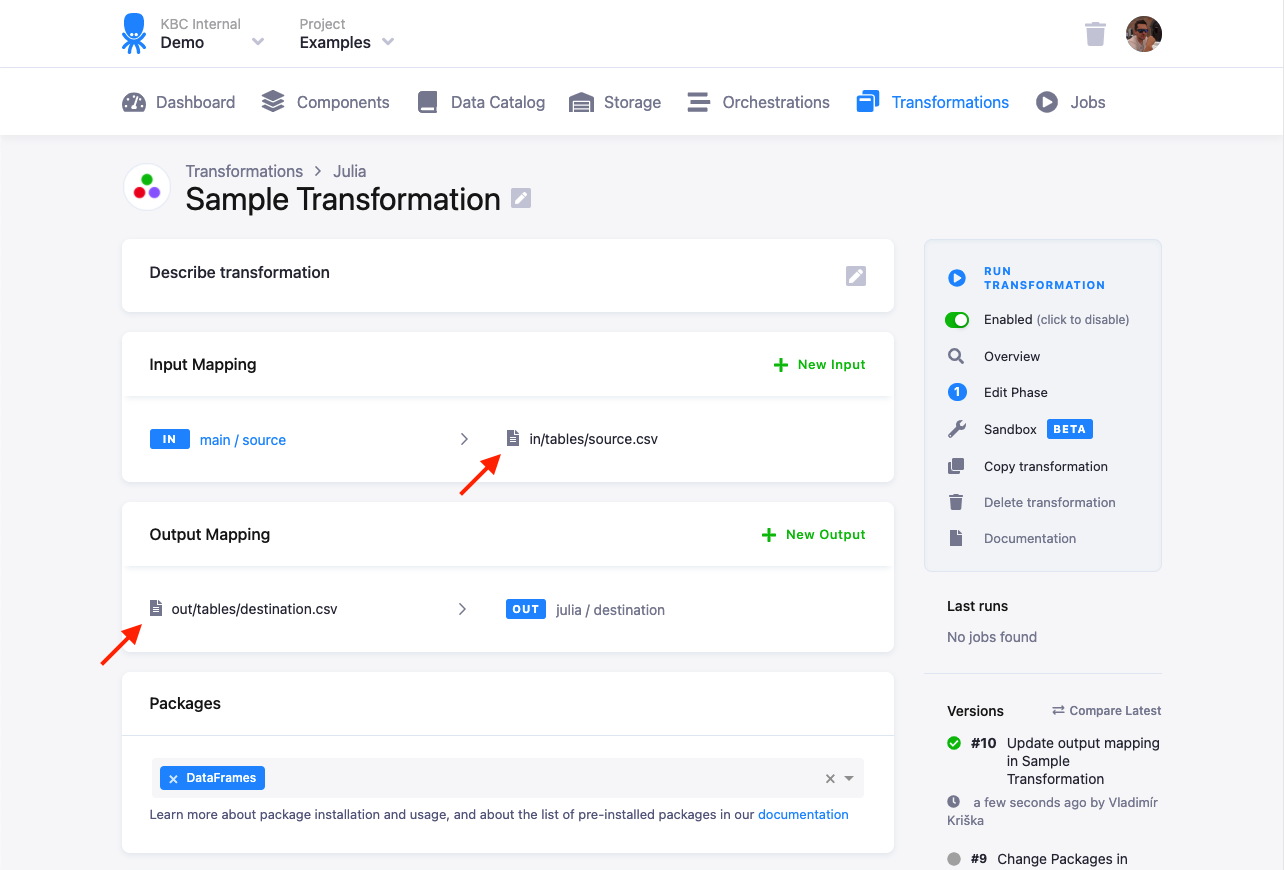 KBC Internal
Demo
Project
Examples
Dashboard
Components
Data Catalog
Storage
Orchestrations
Transformations
Jobs
Transformations > Julia
Sample Transformation
Describe transformation
Input Mapping
New Input
IN main / source
in/tables/source.csv
Output Mapping
New Output
out/tables/destination.csv
OUT julia / destination
Packages
× DataFrames
Learn more about package installation and usage, and about the list of pre-installed packages in our documentation
RUN
TRANSFORMATION
Enabled (click to disable)
Overview
1 Edit Phase
Sandbox BETA
Copy transformation
Delete transformation
Documentation
Last runs
No jobs found
Versions
Compare Latest
#10 Update output mapping
in Sample
Transformation
a few seconds ago by Vladimír
Kriška
#9 Change Packages in